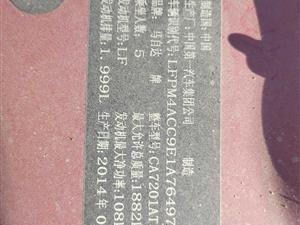 制造国：中国
生产厂：中国第一汽车集团公司 制造
车辆识别代号：LFPM4ACC9E1A76497
品牌：马自达 牌 整车型号：CA7201AT
乘坐人数：5 最大允许总质量：1882
发动机型号：LF 发动机最大净功率：108
发动机排量：1.999L 生产日期：2014年0